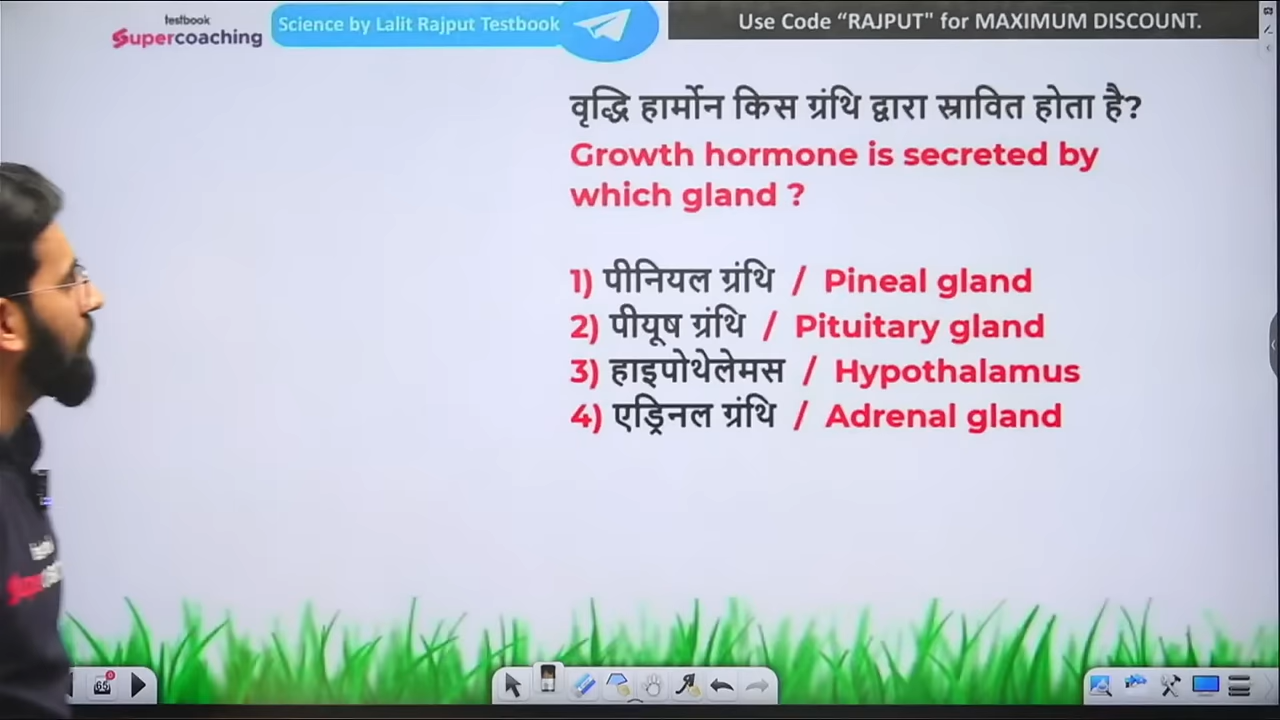 testbook
Supercoaching
Science by Lalit Rajput Testbook
Use Code “RAJPUT" for MAXIMUM DISCOUNT.
वृद्धि हार्मोन किस ग्रंथि द्वारा स्रावित होता है?
Growth hormone is secreted by
which gland ?
1) पीनियल ग्रंथि / Pineal gland
2) पीयूष ग्रंथि / Pituitary gland
3) हाइपोथेलेमस / Hypothalamus
4) एड्रिनल ग्रंथि / Adrenal gland
65